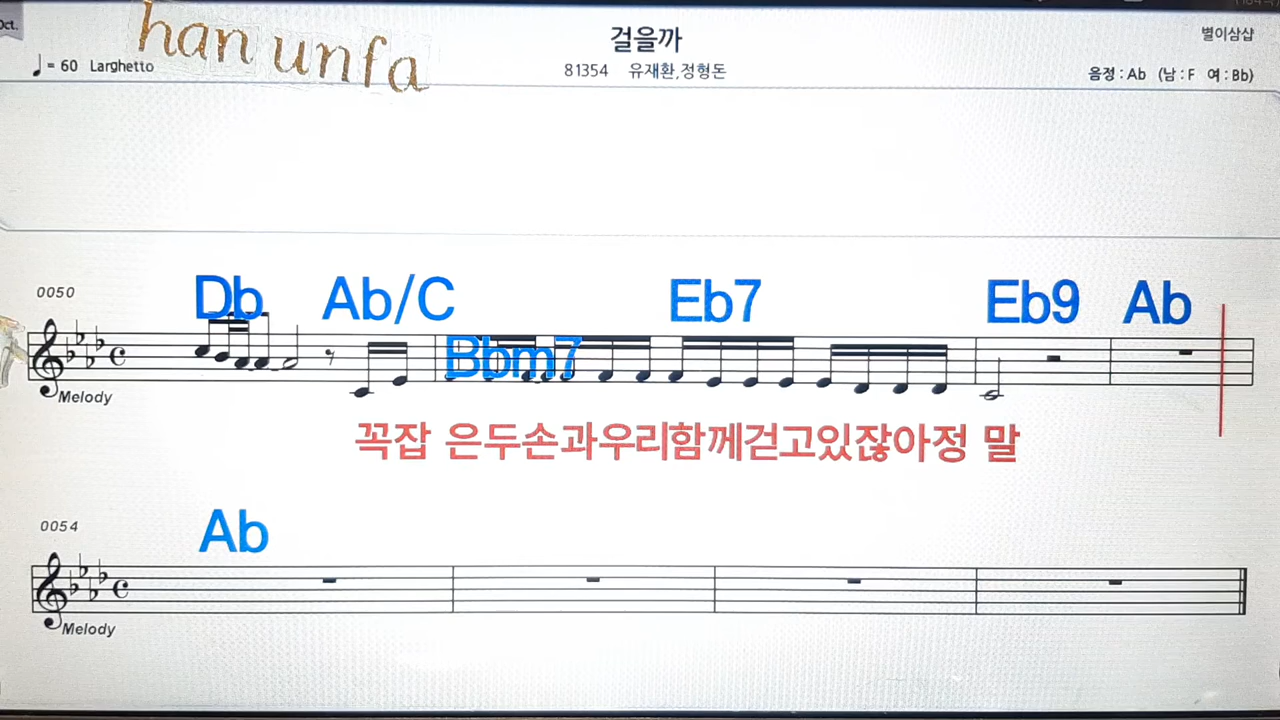 Oct.
han unfa
걸을까
별이삼샵
♩= 60 Larghetto
81354 유재환,정형돈
음정 : Ab (남 : F 여 : Bb)
0050
Db Ab/C Bbm7 Eb7 Eb9 Ab
Melody
꼭잡 은두손과우리함께걷고있잖아정 말
0054
Ab
Melody